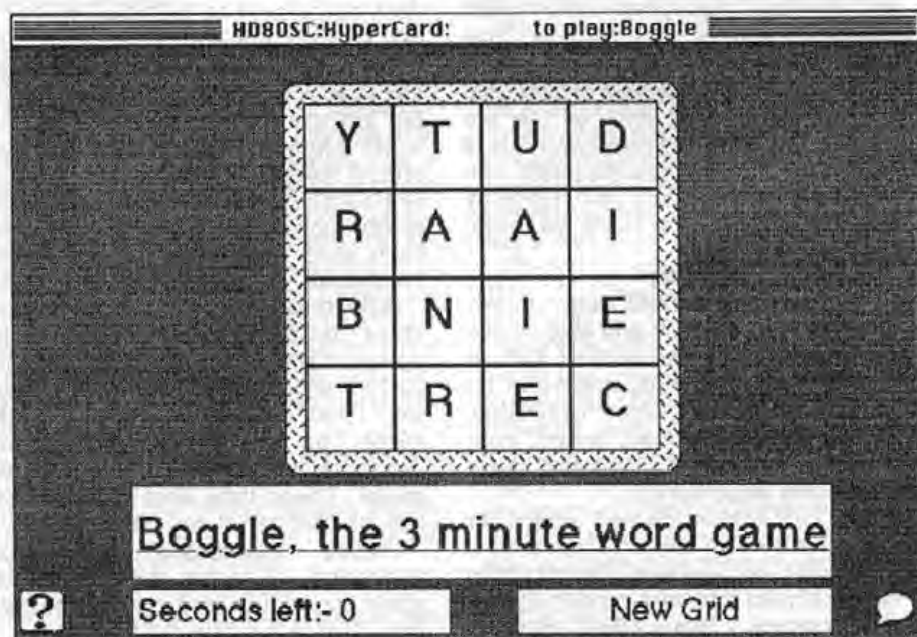 HD80SC:HyperCard: to play:Boggle
Y T U D
R A A I
B N I E
T R E C
Boggle, the 3 minute word game
? Seconds left:- 0 New Grid